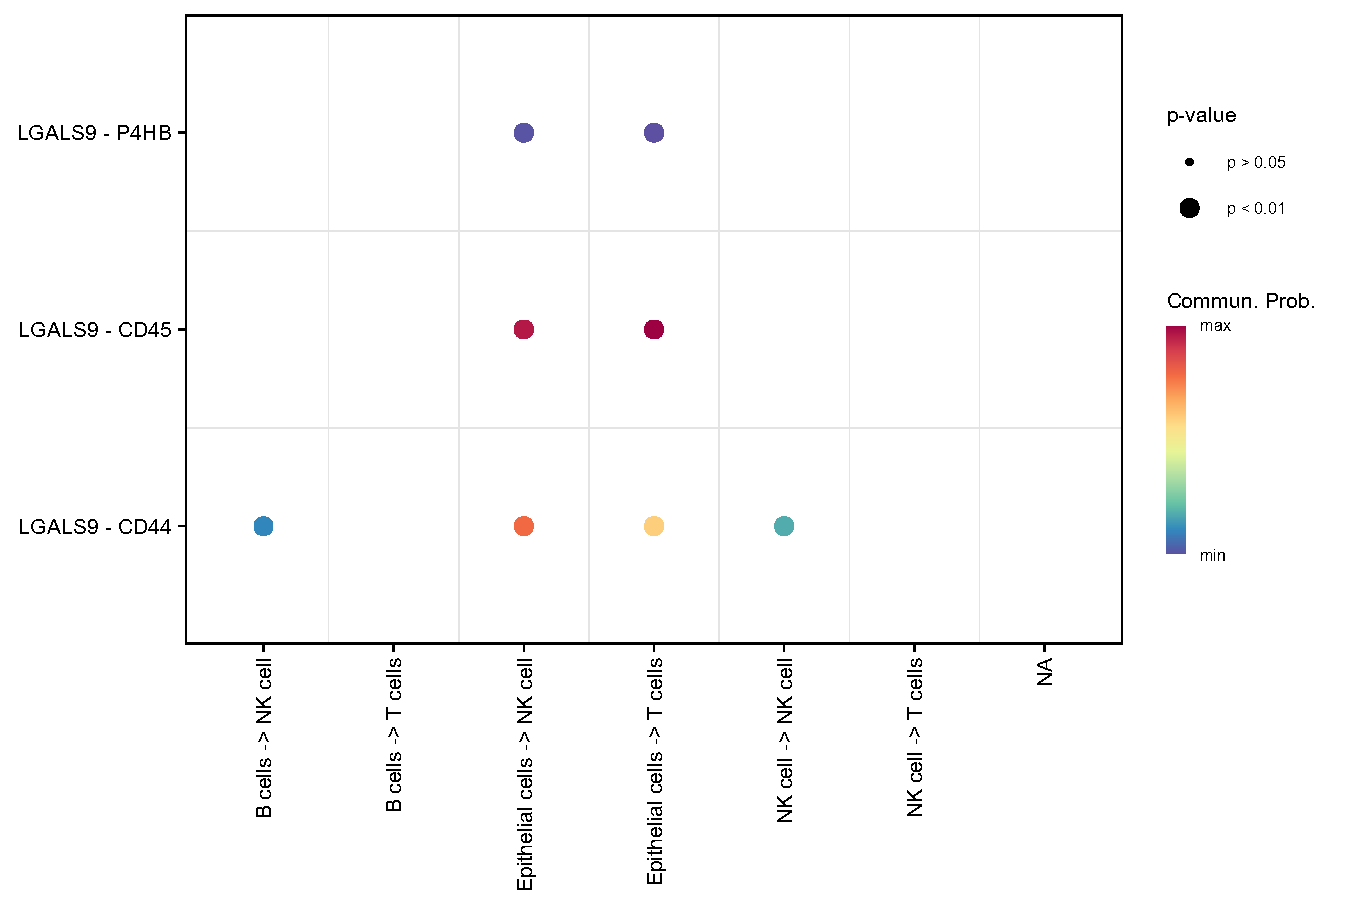 LGALS9 - P4HB
LGALS9 - CD45
LGALS9 - CD44
B cells -> NK cell
B cells -> T cells
Epithelial cells -> NK cell
Epithelial cells -> T cells
NK cell -> NK cell
NK cell -> T cells
NA
p-value
p > 0.05
p < 0.01
Commun. Prob.
max
min